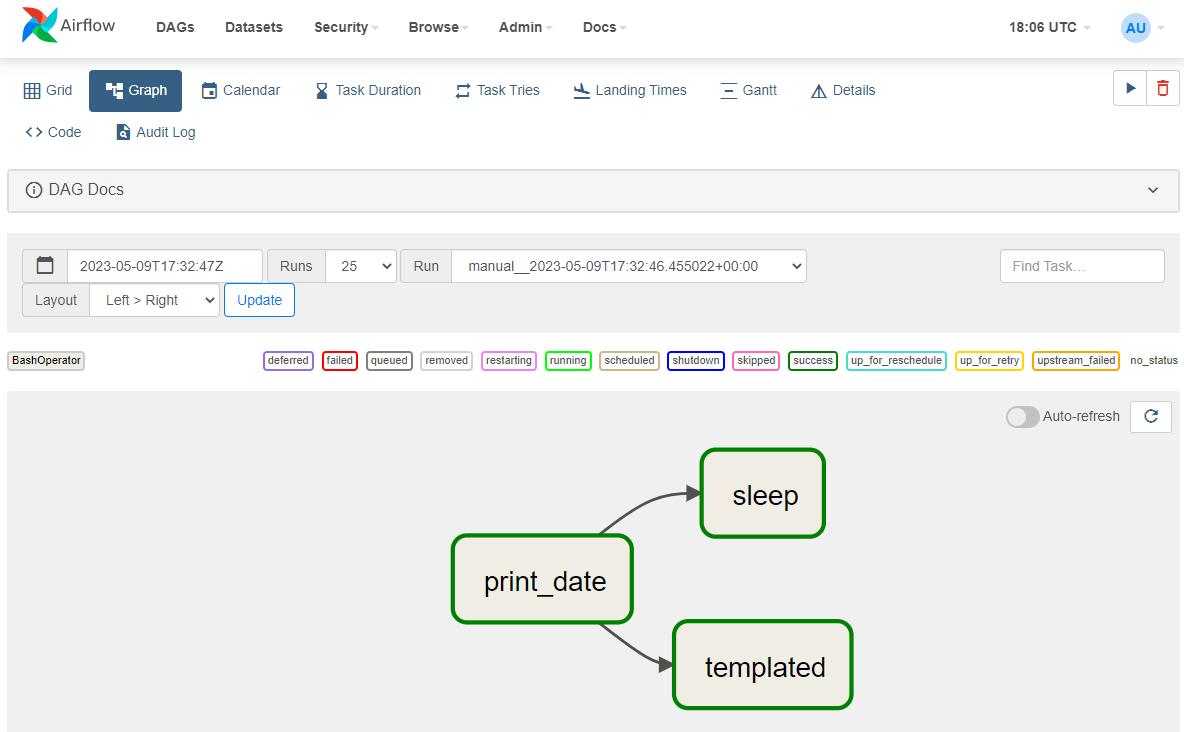 Airflow DAGs Datasets Security Browse Admin Docs 18:06 UTC AU
Grid Graph Calendar Task Duration Task Tries Landing Times Gantt Details
Code Audit Log
DAG Docs
2023-05-09T17:32:47Z Runs 25 Run manual__2023-05-09T17:32:46.455022+00:00 Find Task...
Layout Left > Right Update
BashOperator deferred failed queued removed restarting running scheduled shutdown skipped success up_for_reschedule up_for_retry upstream_failed no_status
Auto-refresh
sleep
print_date
templated